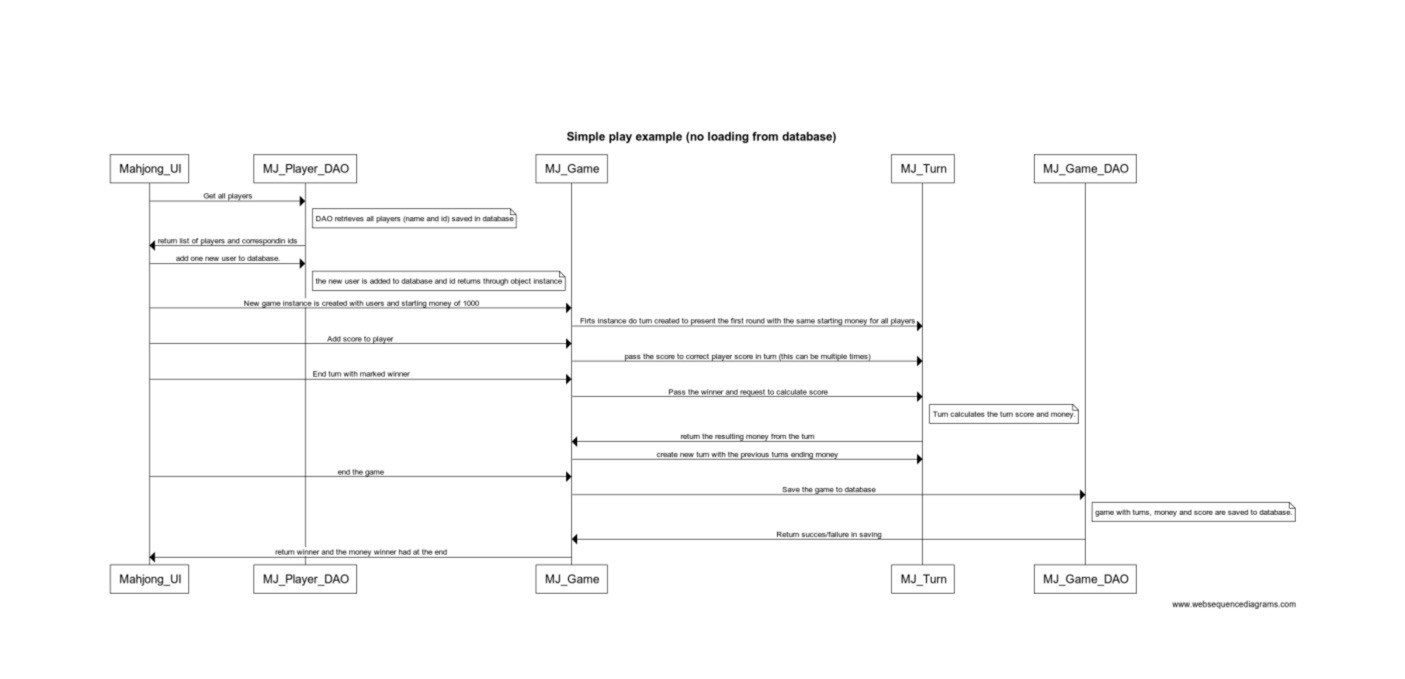 Simple play example (no loading from database)
Mahjong_UI
MJ_Player_DAO
MJ_Game
MJ_Turn
MJ_Game_DAO
Get all players
DAO retrieves all players (name and id) saved in database
return list of players and correspondin ids
add one new user to database.
the new user is added to database and id returns through object instance
New game instance is created with users and starting money of 1000
Firts instance do turn created to present the first round with the same starting money for all players
Add score to player
pass the score to correct player score in turn (this can be multiple times)
End turn with marked winner
Pass the winner and request to calculate score
Turn calculates the turn score and money.
return the resulting money from the turn
create new turn with the previous turns ending money
end the game
Save the game to database
game with turns, money and score are saved to database.
Return succes/failure in saving
return winner and the money winner had at the end
Mahjong_UI
MJ_Player_DAO
MJ_Game
MJ_Turn
MJ_Game_DAO
www.websequencediagrams.com